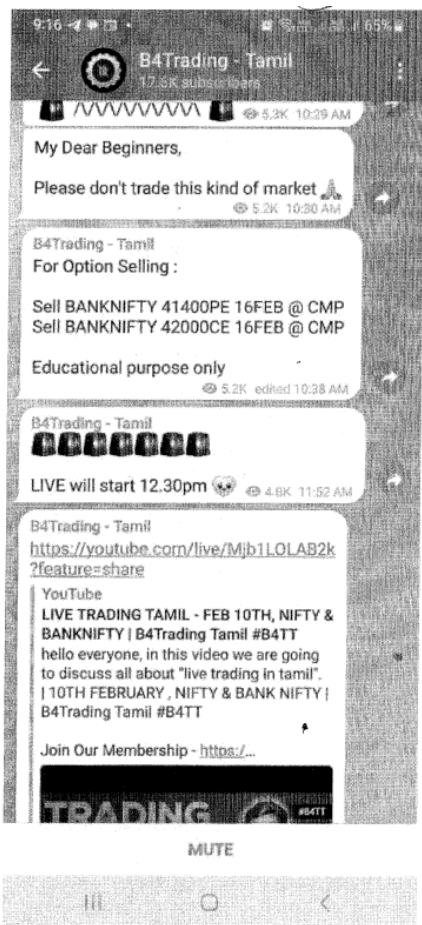 9:16
65%
B4Trading - Tamil
17.6K subscribers
5.3K 10:29 AM
My Dear Beginners,
Please don't trade this kind of market 🙏
5.2K 10:30 AM
B4Trading - Tamil
For Option Selling :
Sell BANKNIFTY 41400PE 16FEB @ CMP
Sell BANKNIFTY 42000CE 16FEB @ CMP
Educational purpose only
5.2K edited 10:38 AM
B4Trading - Tamil
LIVE will start 12.30pm
4.8K 11:52 AM
B4Trading - Tamil
https://youtube.com/live/Mjb1LOLAB2k
?feature=share
YouTube
LIVE TRADING TAMIL - FEB 10TH, NIFTY &
BANKNIFTY | B4Trading Tamil #B4TT
hello everyone, in this video we are going
to discuss all about "live trading in tamil".
| 10TH FEBRUARY , NIFTY & BANK NIFTY |
B4Trading Tamil #B4TT
Join Our Membership - https:/...
TRADING
#B4TT
MUTE